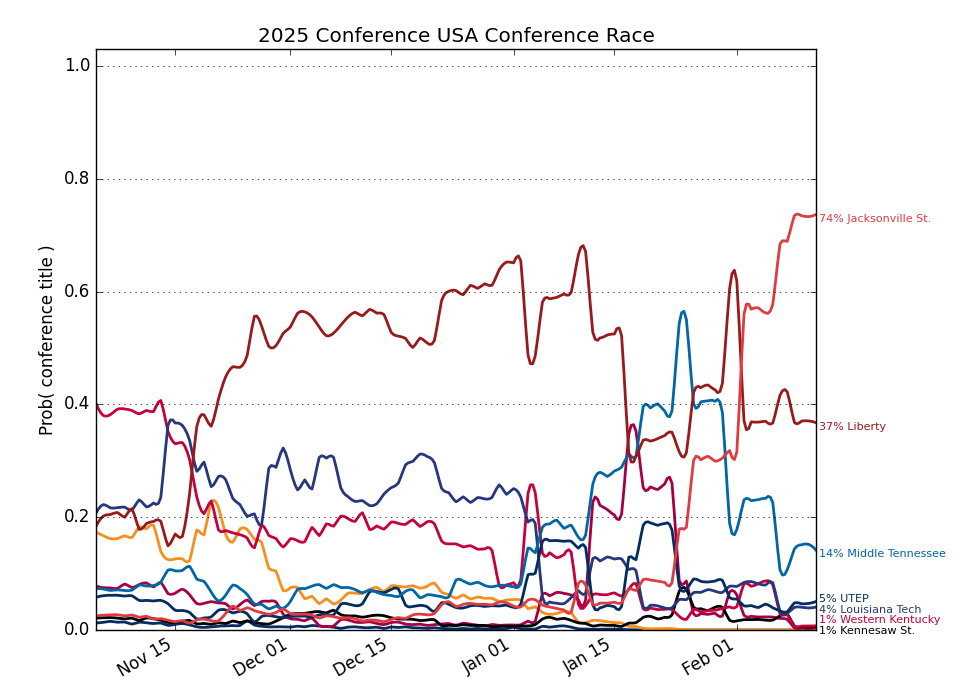 2025 Conference USA Conference Race
Prob( conference title )
1.0
0.8
0.6
0.4
0.2
0.0
Nov 15
Dec 01
Dec 15
Jan 01
Jan 15
Feb 01
74% Jacksonville St.
37% Liberty
14% Middle Tennessee
5% UTEP
4% Louisiana Tech
1% Western Kentucky
1% Kennesaw St.